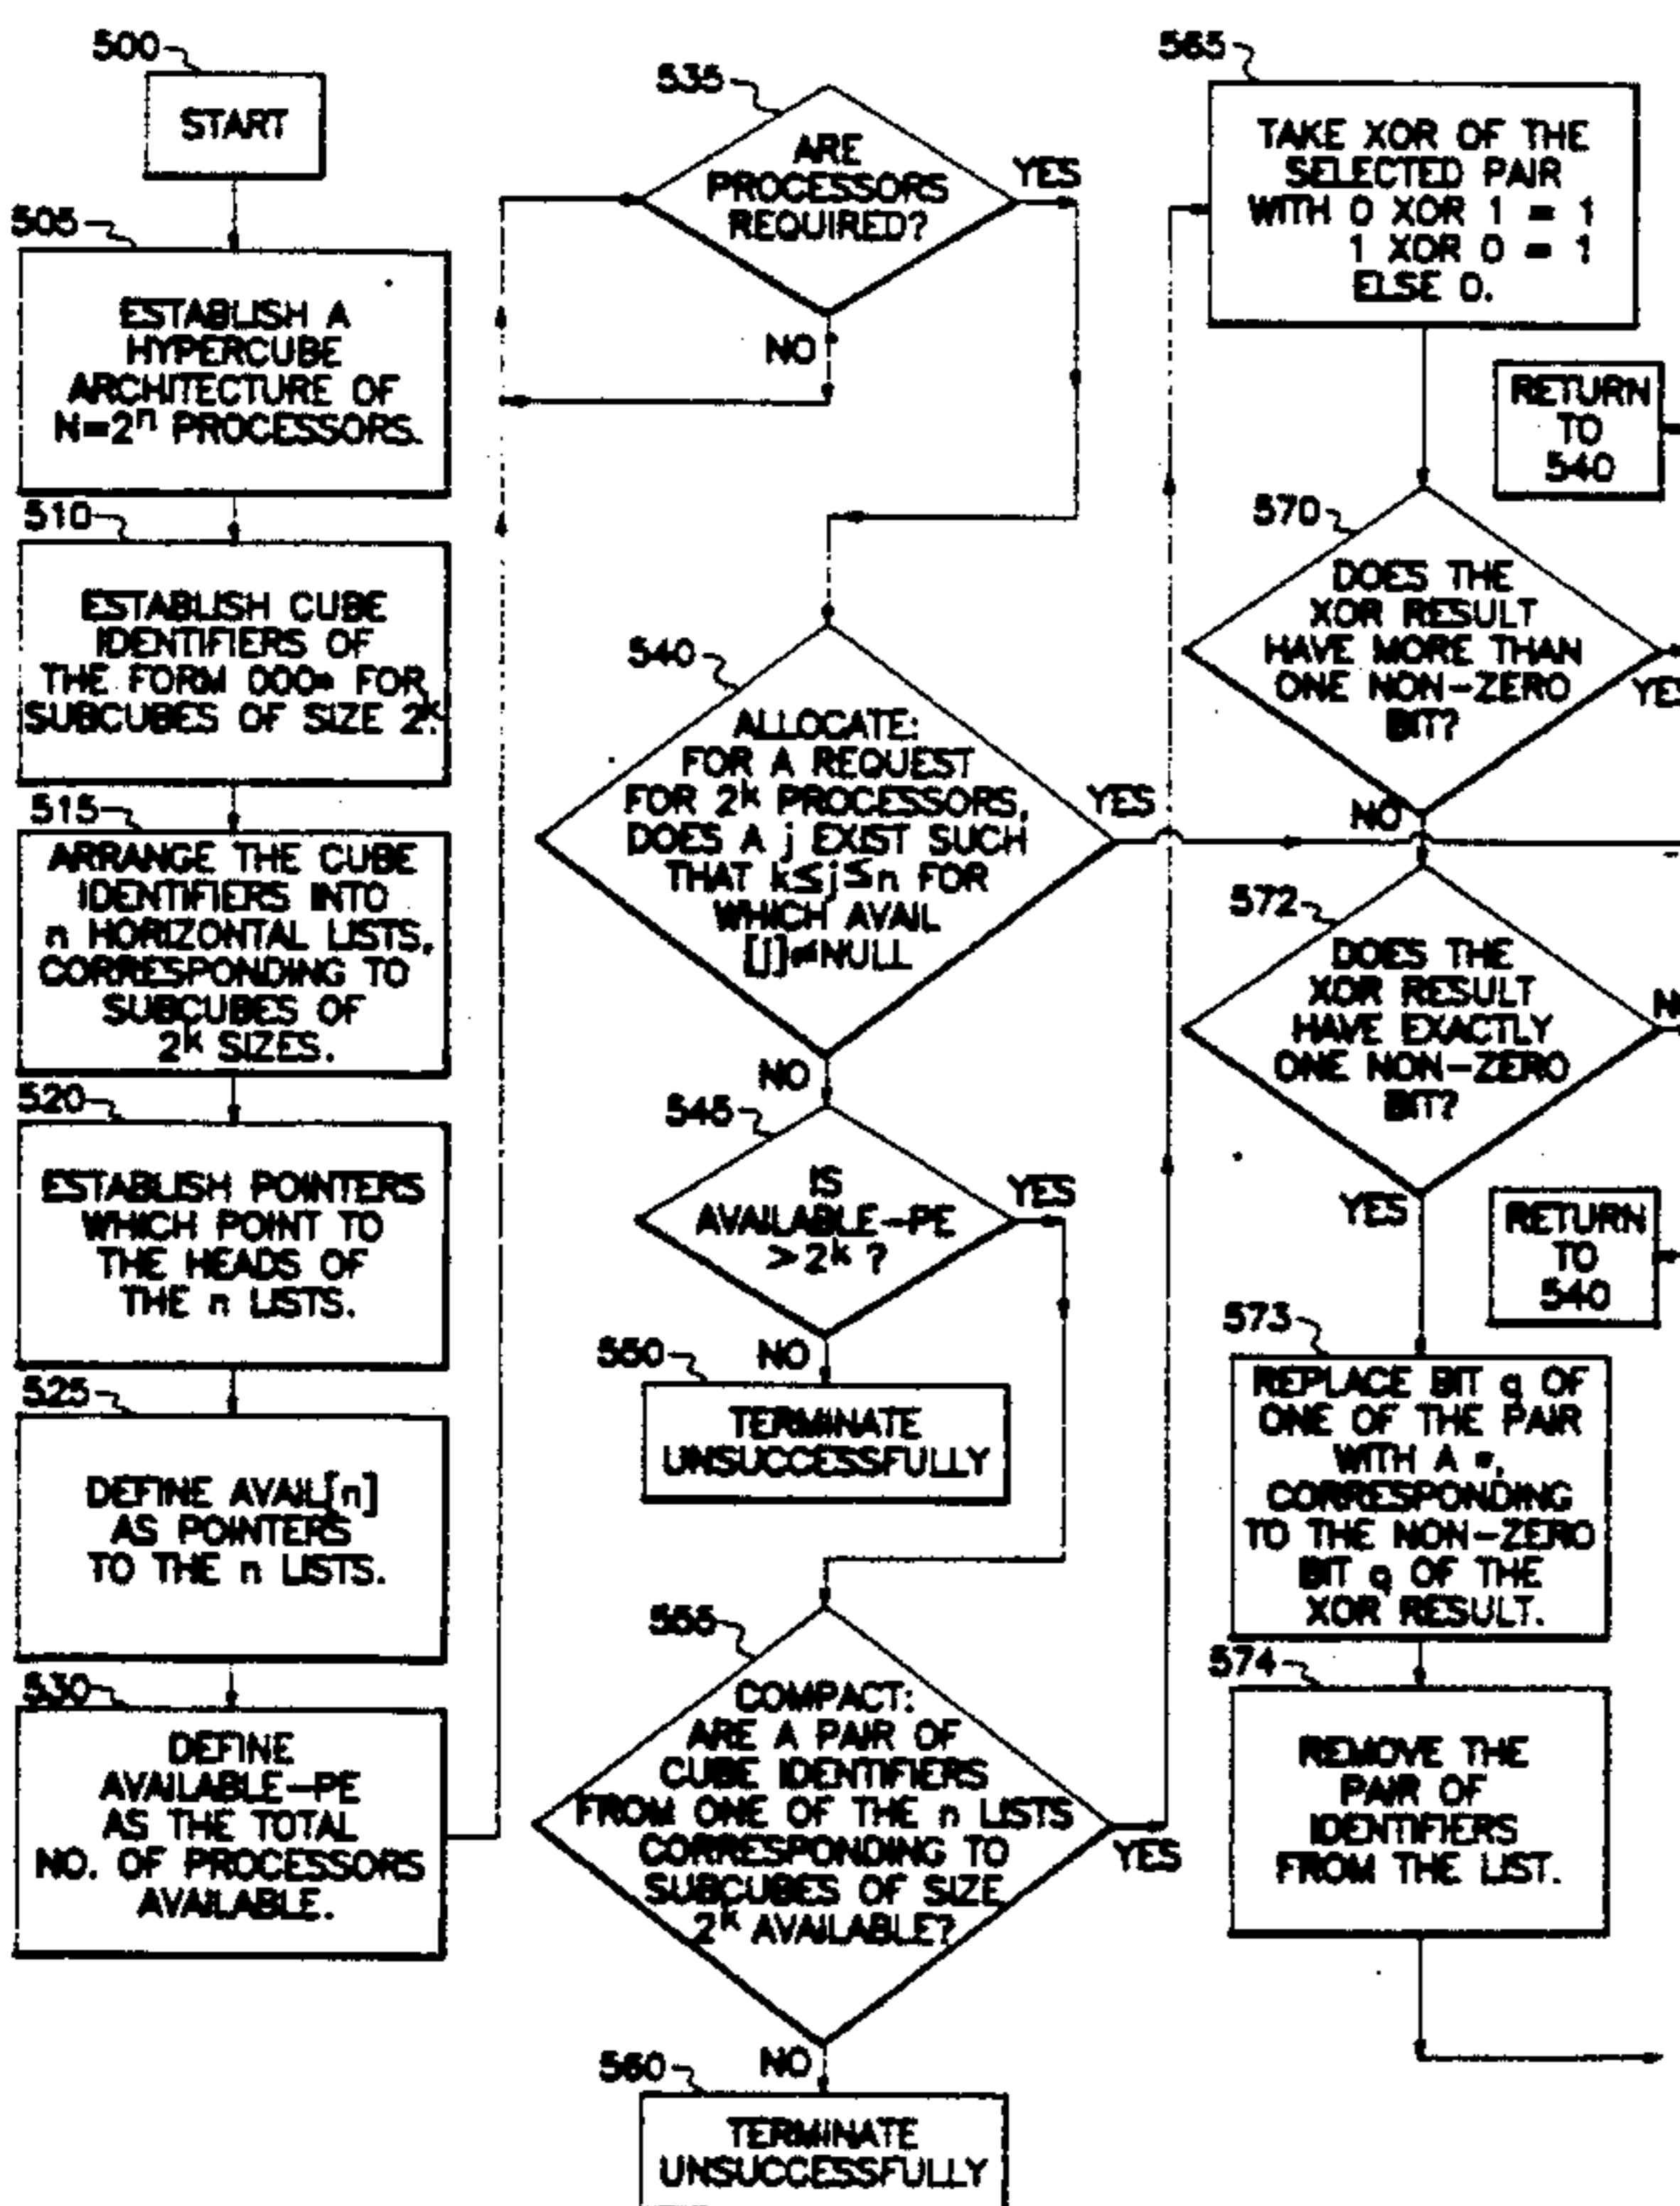 500
START
505
ESTABLISH A
HYPERCUBE
ARCHITECTURE OF
N=2ⁿ PROCESSORS.
510
ESTABLISH CUBE
IDENTIFIERS OF
THE FORM 000* FOR
SUBCUBES OF SIZE 2ᵏ.
515
ARRANGE THE CUBE
IDENTIFIERS INTO
n HORIZONTAL LISTS,
CORRESPONDING TO
SUBCUBES OF
2ᵏ SIZES.
520
ESTABLISH POINTERS
WHICH POINT TO
THE HEADS OF
THE n LISTS.
525
DEFINE AVAIL[n]
AS POINTERS
TO THE n LISTS.
530
DEFINE
AVAILABLE-PE
AS THE TOTAL
NO. OF PROCESSORS
AVAILABLE.
535
ARE
PROCESSORS
REQUIRED?
YES
NO
540
ALLOCATE:
FOR A REQUEST
FOR 2ᵏ PROCESSORS,
DOES A j EXIST SUCH
THAT k≤j≤n FOR
WHICH AVAIL
[j]≠NULL
YES
NO
545
IS
AVAILABLE-PE
>2ᵏ ?
YES
NO
550
TERMINATE
UNSUCCESSFULLY
555
COMPACT:
ARE A PAIR OF
CUBE IDENTIFIERS
FROM ONE OF THE n LISTS
CORRESPONDING TO
SUBCUBES OF SIZE
2ᵏ AVAILABLE?
YES
NO
560
TERMINATE
UNSUCCESSFULLY
565
TAKE XOR OF THE
SELECTED PAIR
WITH 0 XOR 1 = 1
1 XOR 0 = 1
ELSE 0.
RETURN
TO
540
570
DOES THE
XOR RESULT
HAVE MORE THAN
ONE NON-ZERO
BIT?
YES
NO
572
DOES THE
XOR RESULT
HAVE EXACTLY
ONE NON-ZERO
BIT?
YES
RETURN
TO
540
573
REPLACE BIT q OF
ONE OF THE PAIR
WITH A *,
CORRESPONDING
TO THE NON-ZERO
BIT q OF THE
XOR RESULT.
574
REMOVE THE
PAIR OF
IDENTIFIERS
FROM THE LIST.